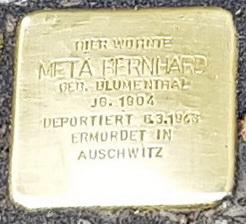 HIER WOHNTE
META BERNHARD
GEB. BLUMENTHAL
JG. 1904
DEPORTIERT 6.3.1943
ERMORDET IN
AUSCHWITZ